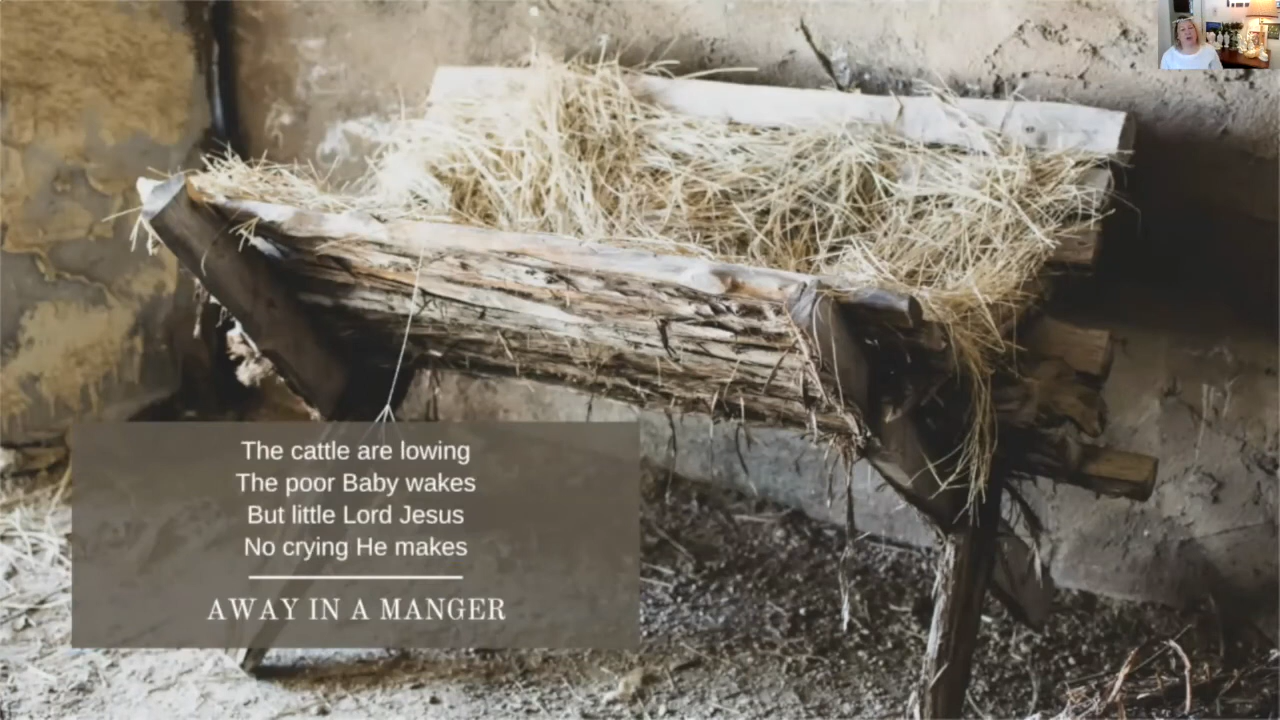 The cattle are lowing
The poor Baby wakes
But little Lord Jesus
No crying He makes
AWAY IN A MANGER